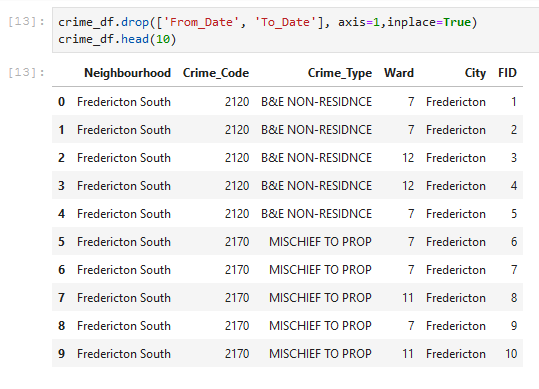 [13]: crime_df.drop(['From_Date', 'To_Date'], axis=1,inplace=True)
crime_df.head(10)
[13]: Neighbourhood Crime_Code Crime_Type Ward City FID
0 Fredericton South 2120 B&E NON-RESIDNCE 7 Fredericton 1
1 Fredericton South 2120 B&E NON-RESIDNCE 7 Fredericton 2
2 Fredericton South 2120 B&E NON-RESIDNCE 12 Fredericton 3
3 Fredericton South 2120 B&E NON-RESIDNCE 12 Fredericton 4
4 Fredericton South 2120 B&E NON-RESIDNCE 7 Fredericton 5
5 Fredericton South 2170 MISCHIEF TO PROP 7 Fredericton 6
6 Fredericton South 2170 MISCHIEF TO PROP 7 Fredericton 7
7 Fredericton South 2170 MISCHIEF TO PROP 11 Fredericton 8
8 Fredericton South 2170 MISCHIEF TO PROP 7 Fredericton 9
9 Fredericton South 2170 MISCHIEF TO PROP 11 Fredericton 10